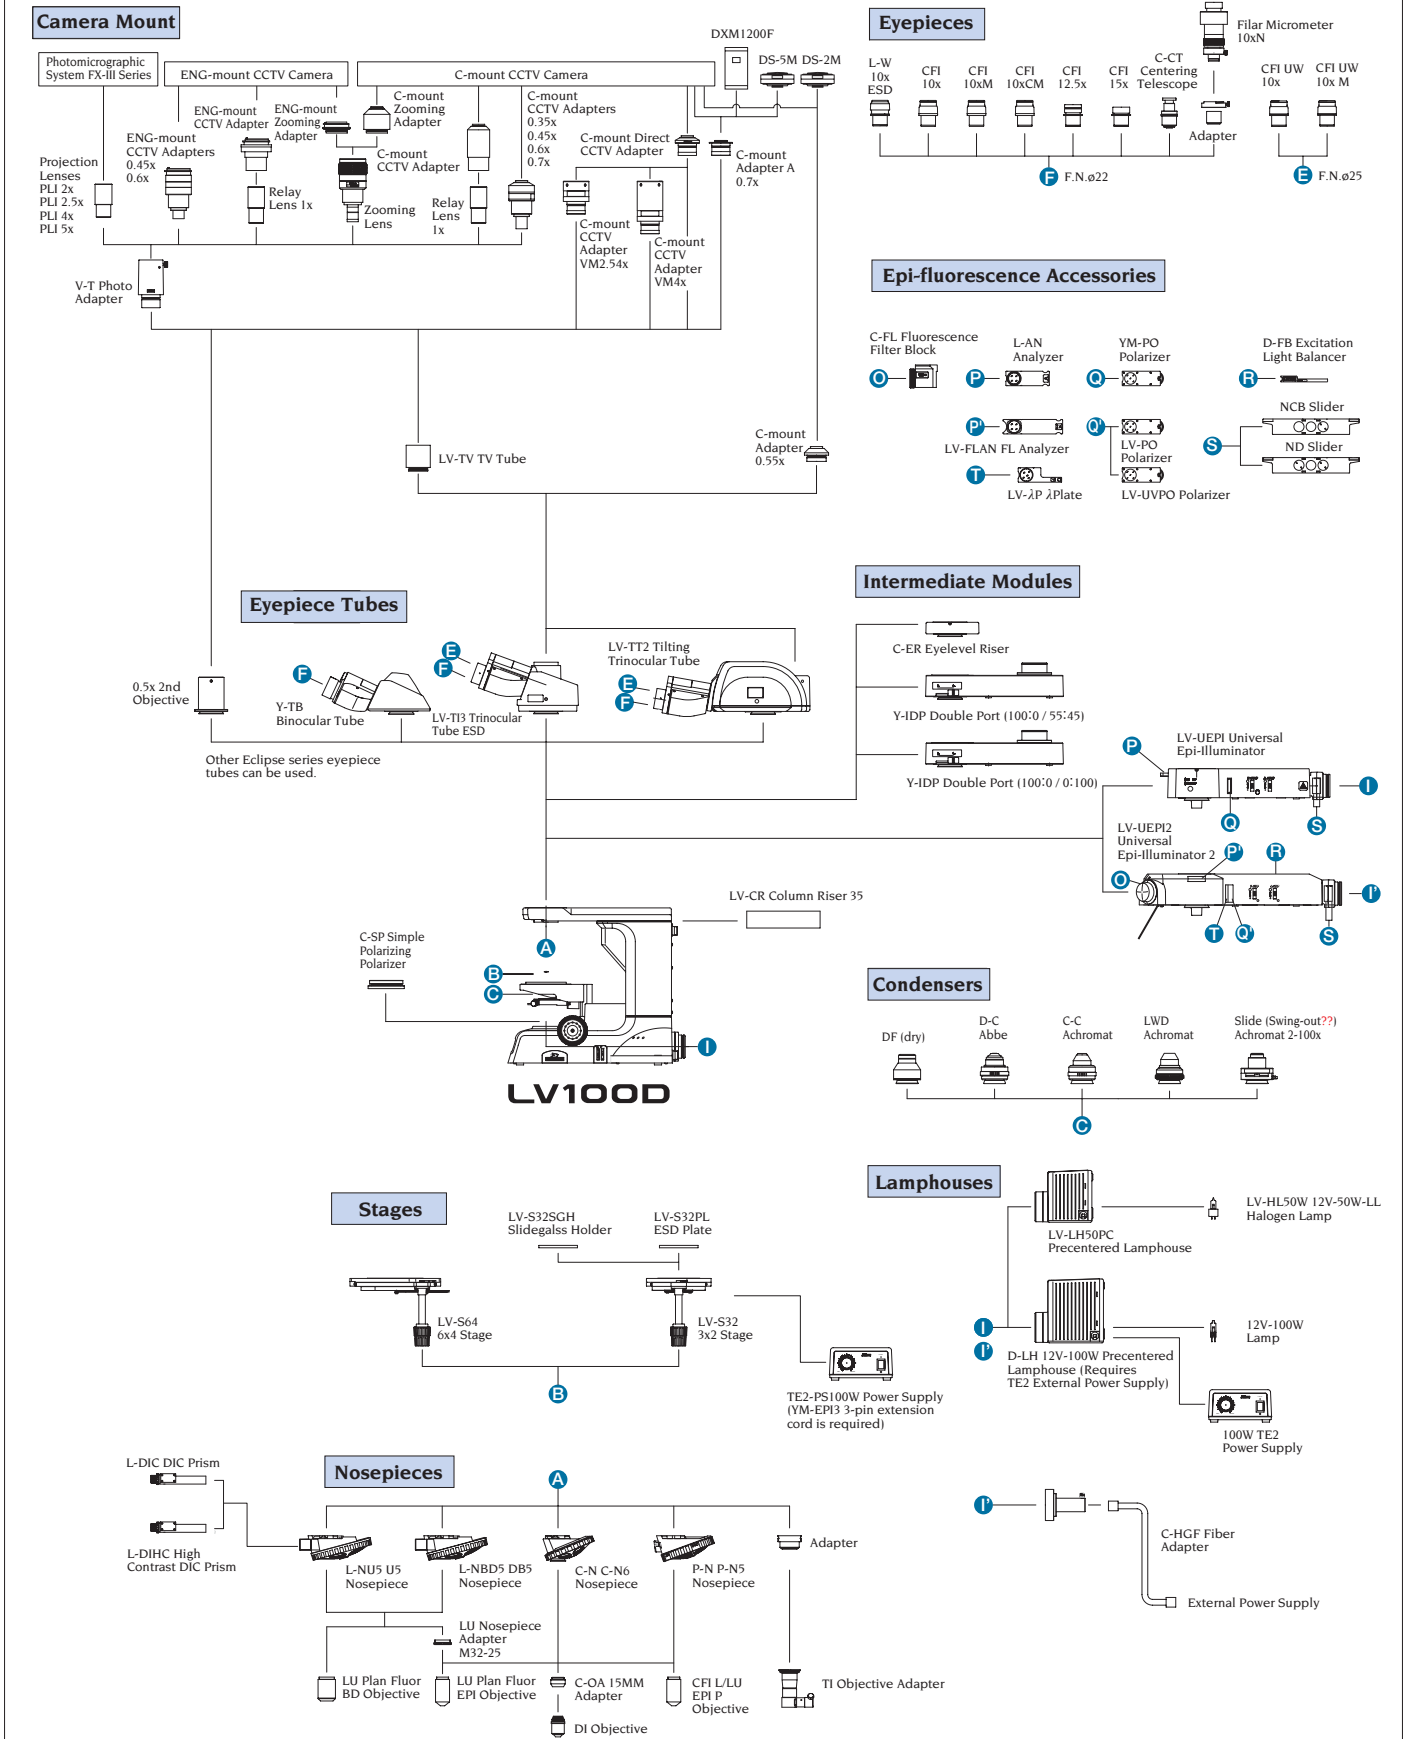 Camera Mount
Photomicrographic
System FX-III Series
ENG-mount CCTV Camera
C-mount CCTV Camera
DXM1200F
DS-5M DS-2M
ENG-mount
CCTV Adapter
ENG-mount
Zooming
Adapter
C-mount
Zooming
Adapter
C-mount
CCTV Adapters
0.35x
0.45x
0.6x
0.7x
ENG-mount
CCTV Adapters
0.45x
0.6x
C-mount
CCTV Adapter
C-mount Direct
CCTV Adapter
C-mount
Adapter A
0.7x
Projection
Lenses
PLI 2x
PLI 2.5x
PLI 4x
PLI 5x
Relay
Lens 1x
Zooming
Lens
Relay
Lens
1x
C-mount
CCTV
Adapter
VM2.54x
C-mount
CCTV
Adapter
VM4x
V-T Photo
Adapter
LV-TV TV Tube
C-mount
Adapter
0.55x
Eyepieces
L-W
10x
ESD
CFI
10x
CFI
10xM
CFI
10xCM
CFI
12.5x
CFI
15x
C-CT
Centering
Telescope
Filar Micrometer
10xN
Adapter
CFI UW
10x
CFI UW
10x M
F F.N.ø22
E F.N.ø25
Epi-fluorescence Accessories
C-FL Fluorescence
Filter Block
L-AN
Analyzer
YM-PO
Polarizer
D-FB Excitation
Light Balancer
O
P
Q
R
NCB Slider
P'
Q'
LV-FLAN FL Analyzer
LV-PO
Polarizer
S
ND Slider
T
LV-λP λPlate
LV-UVPO Polarizer
Eyepiece Tubes
0.5x 2nd
Objective
F
Y-TB
Binocular Tube
E
F
LV-TI3 Trinocular
Tube ESD
LV-TT2 Tilting
Trinocular Tube
E
F
Other Eclipse series eyepiece
tubes can be used.
Intermediate Modules
C-ER Eyelevel Riser
Y-IDP Double Port (100:0 / 55:45)
Y-IDP Double Port (100:0 / 0:100)
LV-UEPI Universal
Epi-Illuminator
P
I
Q
S
LV-UEPI2
Universal
Epi-Illuminator 2
P'
R
O
I'
T
Q'
S
LV-CR Column Riser 35
C-SP Simple
Polarizing
Polarizer
A
B
C
I
LV100D
Condensers
DF (dry)
D-C
Abbe
C-C
Achromat
LWD
Achromat
Slide (Swing-out??)
Achromat 2-100x
C
Lamphouses
LV-LH50PC
Precentered Lamphouse
LV-HL50W 12V-50W-LL
Halogen Lamp
I
I'
D-LH 12V-100W Precentered
Lamphouse (Requires
TE2 External Power Supply)
12V-100W
Lamp
100W TE2
Power Supply
I'
C-HGF Fiber
Adapter
External Power Supply
Stages
LV-S32SGH
Slidegalss Holder
LV-S32PL
ESD Plate
LV-S64
6x4 Stage
LV-S32
3x2 Stage
B
TE2-PS100W Power Supply
(YM-EPI3 3-pin extension
cord is required)
Nosepieces
A
L-DIC DIC Prism
L-DIHC High
Contrast DIC Prism
L-NU5 U5
Nosepiece
L-NBD5 DB5
Nosepiece
C-N C-N6
Nosepiece
P-N P-N5
Nosepiece
Adapter
LU Nosepiece
Adapter
M32-25
LU Plan Fluor
BD Objective
LU Plan Fluor
EPI Objective
C-OA 15MM
Adapter
CFI L/LU
EPI P
Objective
TI Objective Adapter
DI Objective